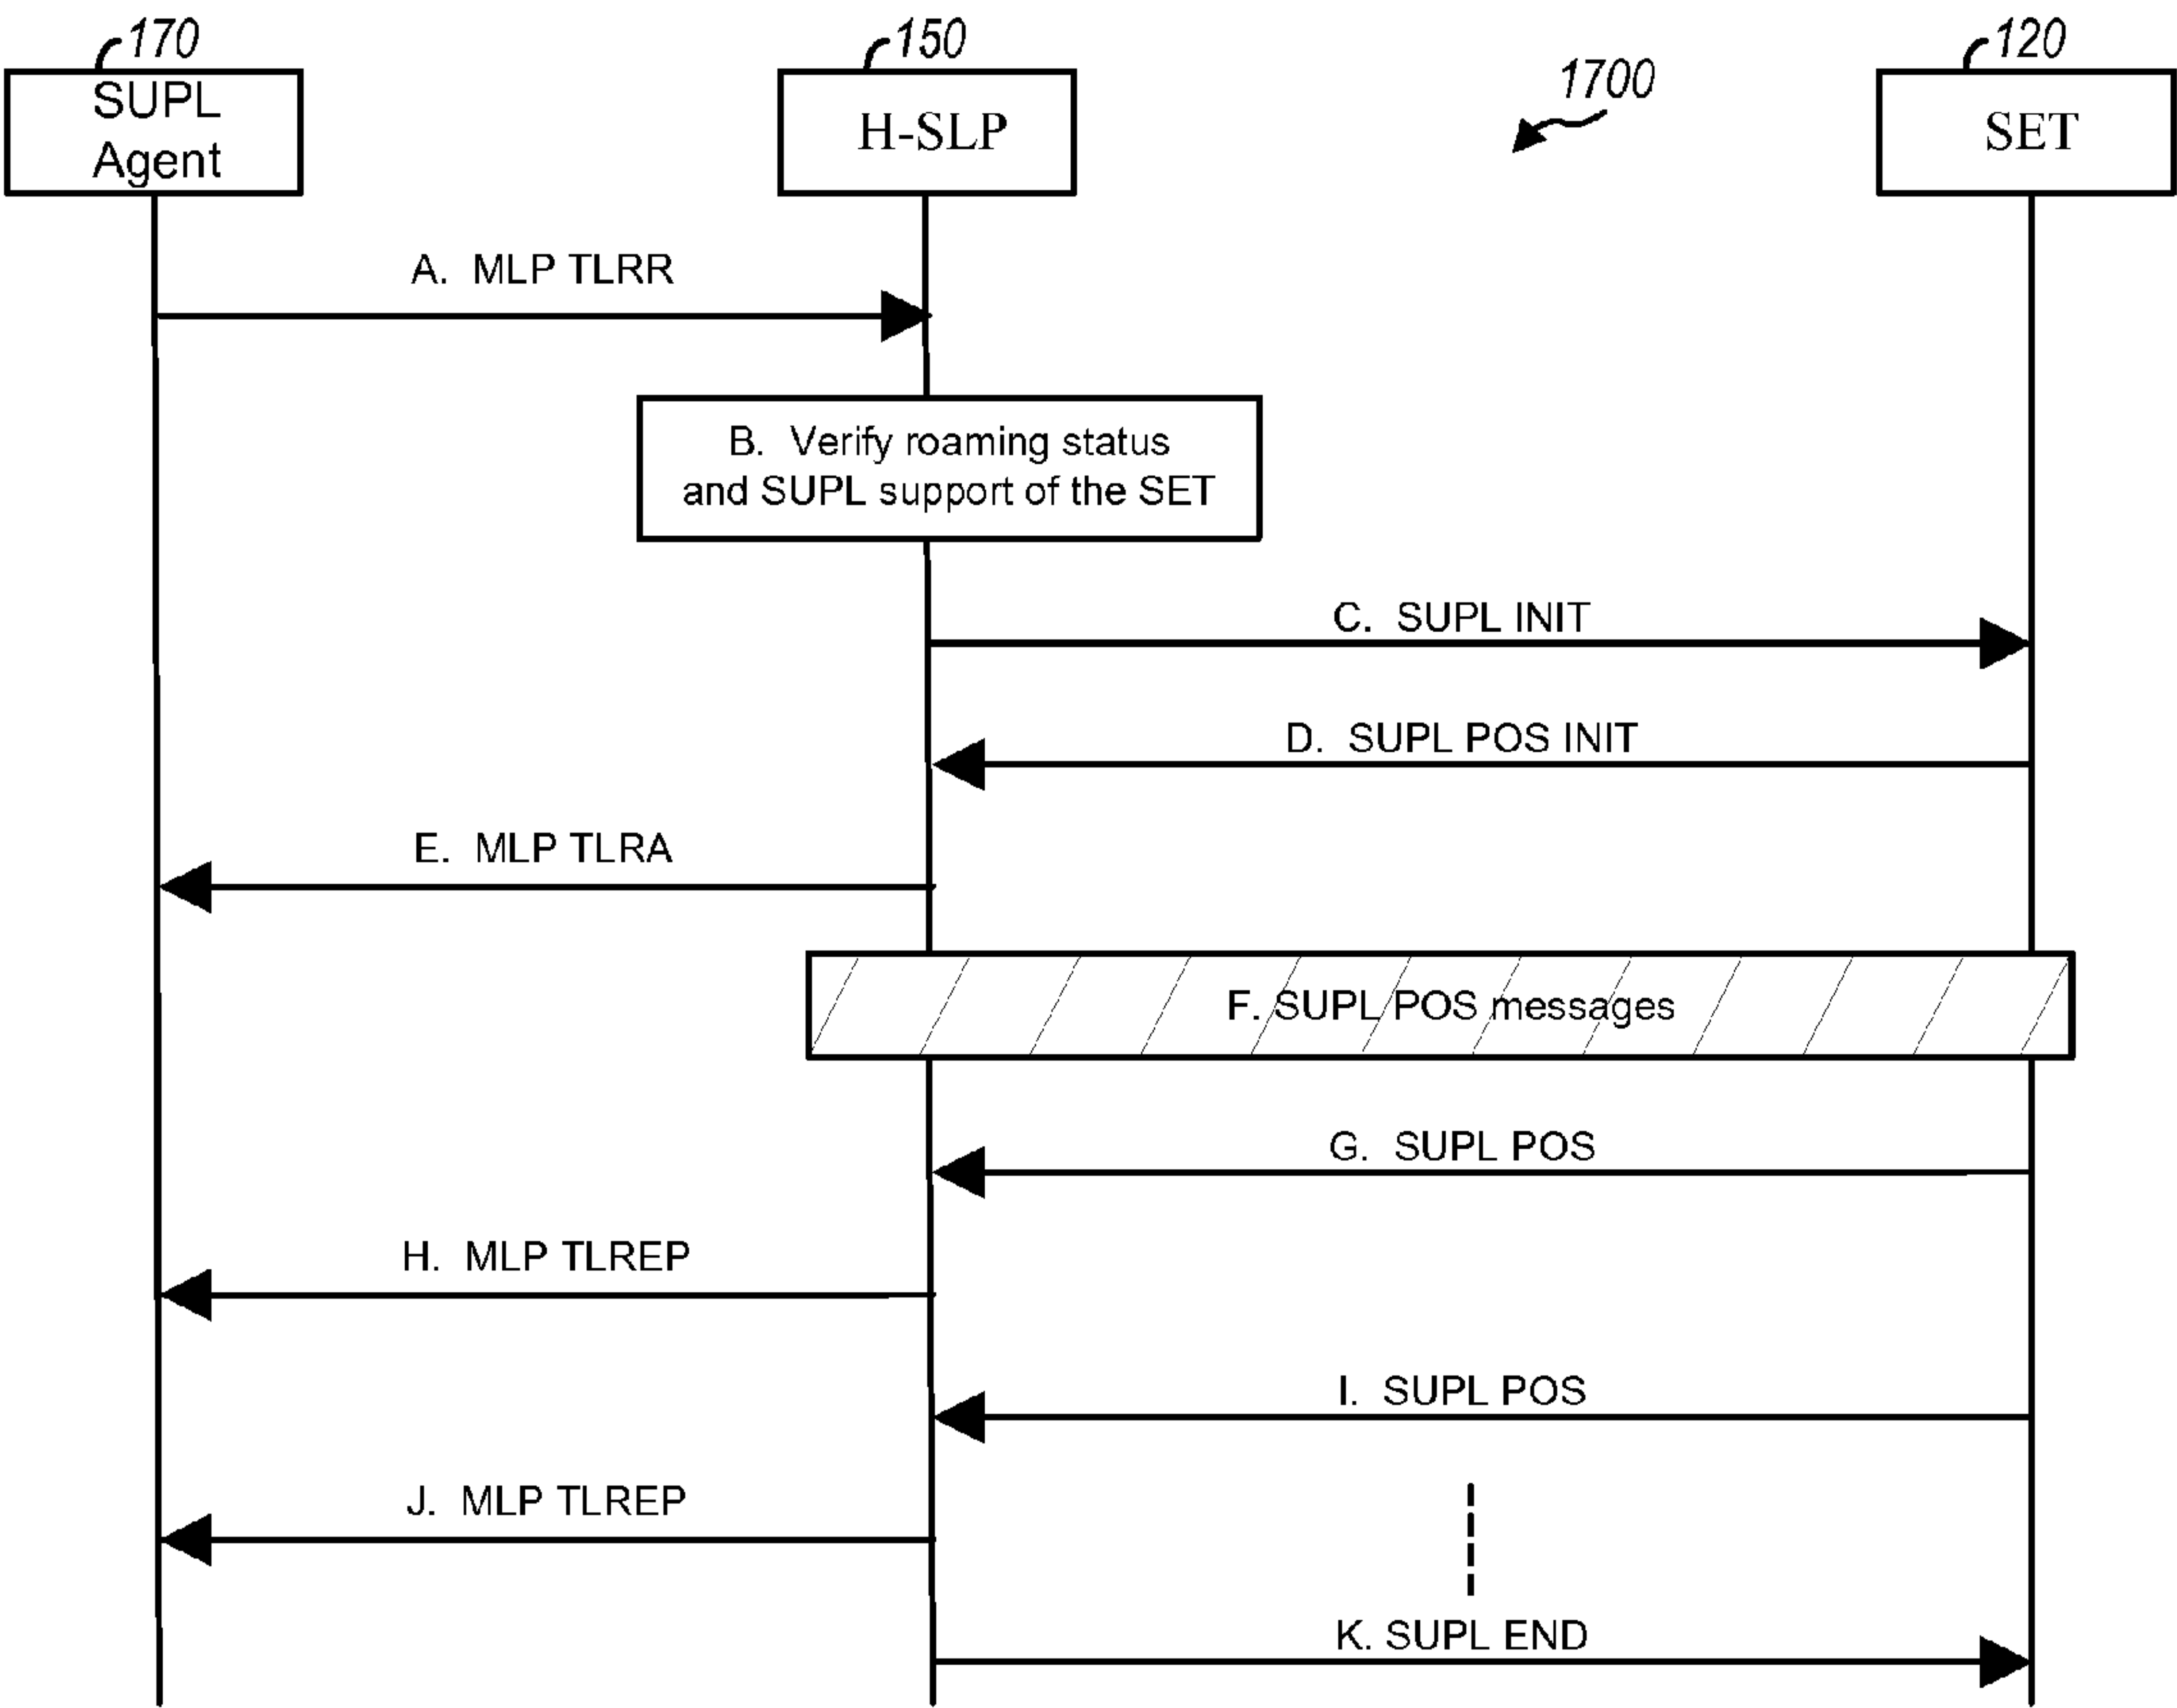 170
150
1700
120
SUPL
Agent
H-SLP
SET
A. MLP TLRR
B. Verify roaming status
and SUPL support of the SET
C. SUPL INIT
D. SUPL POS INIT
E. MLP TLRA
F. SUPL POS messages
G. SUPL POS
H. MLP TLREP
I. SUPL POS
J. MLP TLREP
K. SUPL END